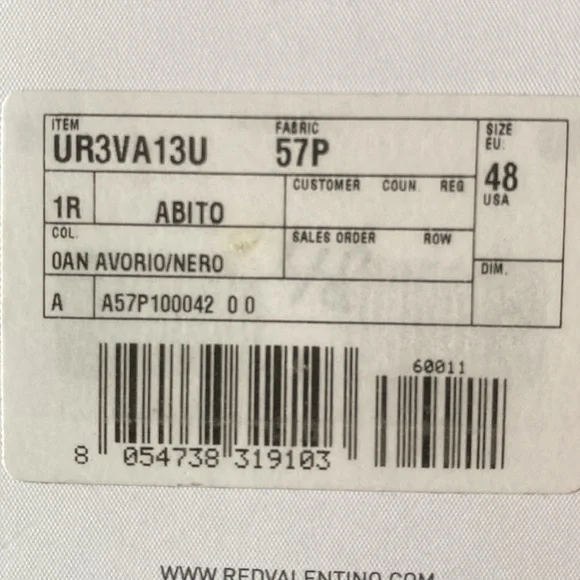 ITEM FABRIC SIZE
UR3VA13U 57P EU.
CUSTOMER COUN. REG 48
1R ABITO USA
COL. SALES ORDER ROW
0AN AVORIO/NERO DIM.
A A57P100042 0 0
60011
8 054738 319103
WWW.REDVALENTINO.COM